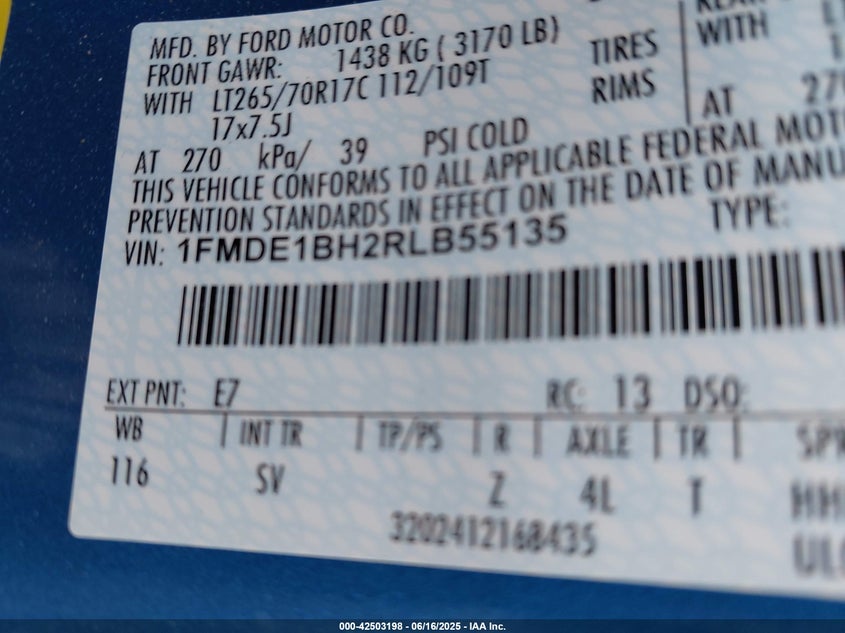 MFD. BY FORD MOTOR CO.
FRONT GAWR: 1438 KG ( 3170 LB)
WITH LT265/70R17C 112/109T TIRES WITH
17x7.5J RIMS
AT 270 kPa/ 39 PSI COLD AT
THIS VEHICLE CONFORMS TO ALL APPLICABLE FEDERAL
PREVENTION STANDARDS IN EFFECT ON THE DATE OF
VIN: 1FMDE1BH2RLB55135 TYPE:
EXT PNT: E7 RC: 13 DSO:
WB INT TR TP/PS R AXLE TR
116 SV Z 4L T
3202412168435
000-42503198 - 06/16/2025 - IAA Inc.